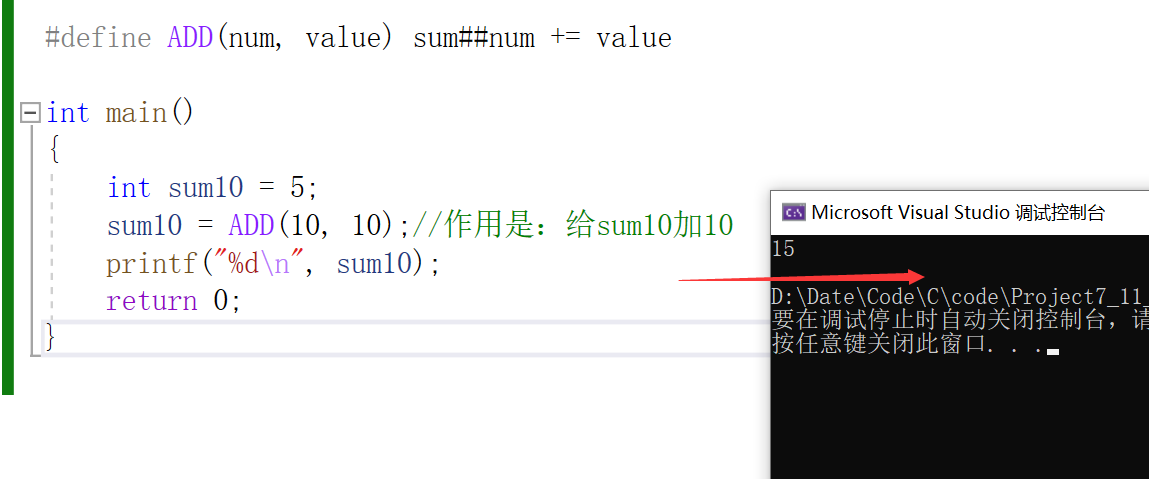 #define ADD(num, value) sum##num += value
int main()
{
int sum10 = 5;
sum10 = ADD(10, 10);//作用是：给sum10加10
printf("%d\n", sum10);
return 0;
}
Microsoft Visual Studio 调试控制台
15
D:\Date\Code\C\code\Project7_11_
要在调试停止时自动关闭控制台，请
按任意键关闭此窗口. . .